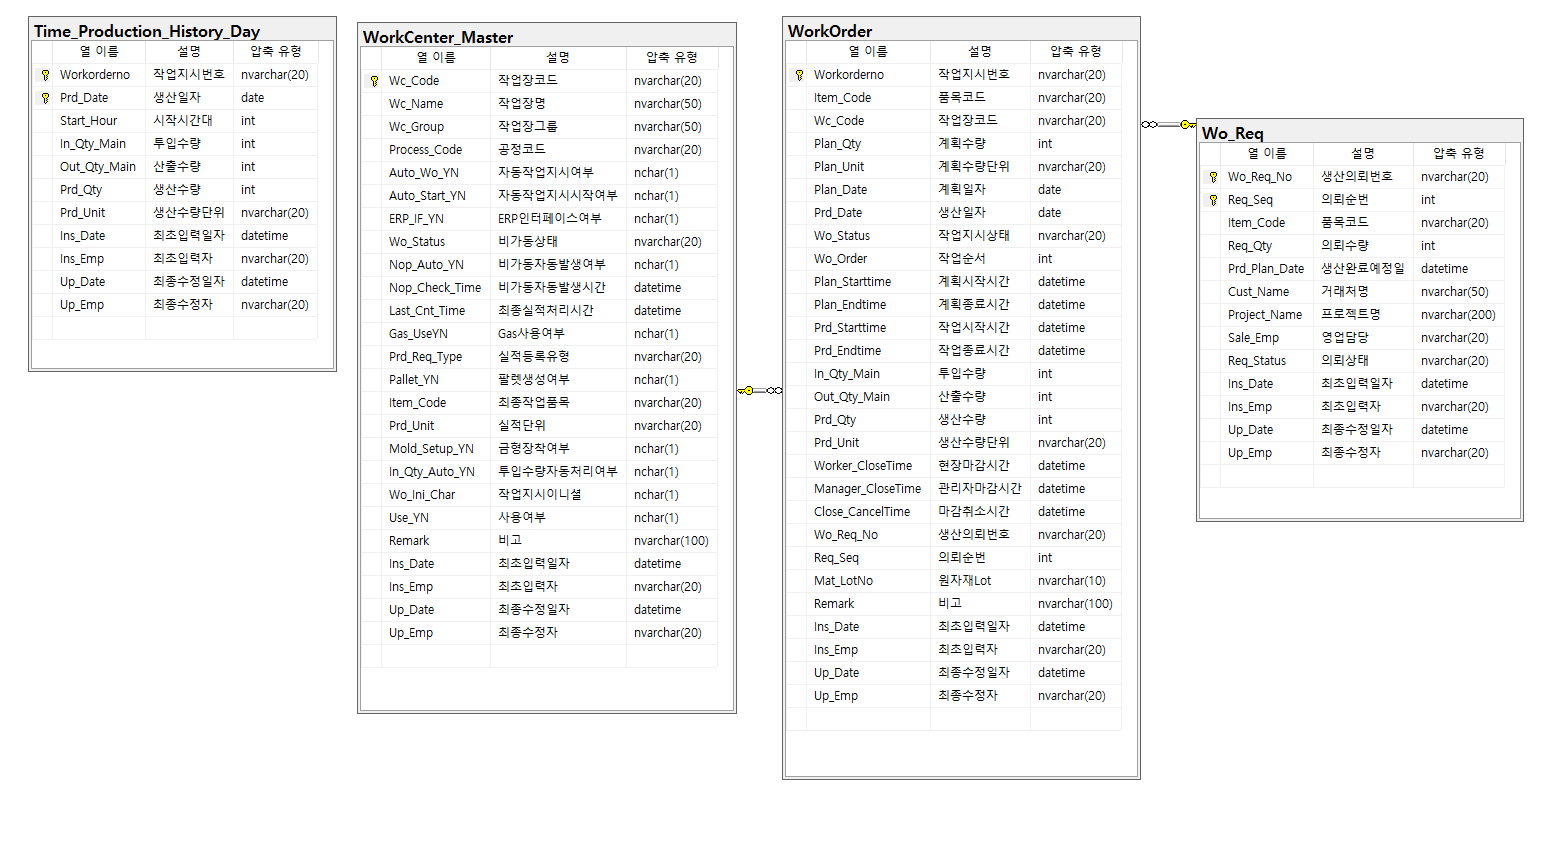 Time_Production_History_Day
열 이름 설명 압축 유형
Workorderno 작업지시번호 nvarchar(20)
Prd_Date 생산일자 date
Start_Hour 시작시간대 int
In_Qty_Main 투입수량 int
Out_Qty_Main 산출수량 int
Prd_Qty 생산수량 int
Prd_Unit 생산수량단위 nvarchar(20)
Ins_Date 최초입력일자 datetime
Ins_Emp 최초입력자 nvarchar(20)
Up_Date 최종수정일자 datetime
Up_Emp 최종수정자 nvarchar(20)
WorkCenter_Master
열 이름 설명 압축 유형
Wc_Code 작업장코드 nvarchar(20)
Wc_Name 작업장명 nvarchar(50)
Wc_Group 작업장그룹 nvarchar(50)
Process_Code 공정코드 nvarchar(20)
Auto_Wo_YN 자동작업지시여부 nchar(1)
Auto_Start_YN 자동작업지시시작여부 nchar(1)
ERP_IF_YN ERP인터페이스여부 nchar(1)
Wo_Status 비가동상태 nvarchar(20)
Nop_Auto_YN 비가동자동발생여부 nchar(1)
Nop_Check_Time 비가동자동발생시간 datetime
Last_Cnt_Time 최종실적처리시간 datetime
Gas_UseYN Gas사용여부 nchar(1)
Prd_Req_Type 실적등록유형 nvarchar(20)
Pallet_YN 팔렛생성여부 nchar(1)
Item_Code 최종작업품목 nvarchar(20)
Prd_Unit 실적단위 nvarchar(20)
Mold_Setup_YN 금형장착여부 nchar(1)
In_Qty_Auto_YN 투입수량자동처리여부 nchar(1)
Wo_Ini_Char 작업지시이니셜 nchar(1)
Use_YN 사용여부 nchar(1)
Remark 비고 nvarchar(100)
Ins_Date 최초입력일자 datetime
Ins_Emp 최초입력자 nvarchar(20)
Up_Date 최종수정일자 datetime
Up_Emp 최종수정자 nvarchar(20)
WorkOrder
열 이름 설명 압축 유형
Workorderno 작업지시번호 nvarchar(20)
Item_Code 품목코드 nvarchar(20)
Wc_Code 작업장코드 nvarchar(20)
Plan_Qty 계획수량 int
Plan_Unit 계획수량단위 nvarchar(20)
Plan_Date 계획일자 date
Prd_Date 생산일자 date
Wo_Status 작업지시상태 nvarchar(20)
Wo_Order 작업순서 int
Plan_Starttime 계획시작시간 datetime
Plan_Endtime 계획종료시간 datetime
Prd_Starttime 작업시작시간 datetime
Prd_Endtime 작업종료시간 datetime
In_Qty_Main 투입수량 int
Out_Qty_Main 산출수량 int
Prd_Qty 생산수량 int
Prd_Unit 생산수량단위 nvarchar(20)
Worker_CloseTime 현장마감시간 datetime
Manager_CloseTime 관리자마감시간 datetime
Close_CancelTime 마감취소시간 datetime
Wo_Req_No 생산의뢰번호 nvarchar(20)
Req_Seq 의뢰순번 int
Mat_LotNo 원자재Lot nvarchar(10)
Remark 비고 nvarchar(100)
Ins_Date 최초입력일자 datetime
Ins_Emp 최초입력자 nvarchar(20)
Up_Date 최종수정일자 datetime
Up_Emp 최종수정자 nvarchar(20)
Wo_Req
열 이름 설명 압축 유형
Wo_Req_No 생산의뢰번호 nvarchar(20)
Req_Seq 의뢰순번 int
Item_Code 품목코드 nvarchar(20)
Req_Qty 의뢰수량 int
Prd_Plan_Date 생산완료예정일 datetime
Cust_Name 거래처명 nvarchar(50)
Project_Name 프로젝트명 nvarchar(200)
Sale_Emp 영업담당 nvarchar(20)
Req_Status 의뢰상태 nvarchar(20)
Ins_Date 최초입력일자 datetime
Ins_Emp 최초입력자 nvarchar(20)
Up_Date 최종수정일자 datetime
Up_Emp 최종수정자 nvarchar(20)